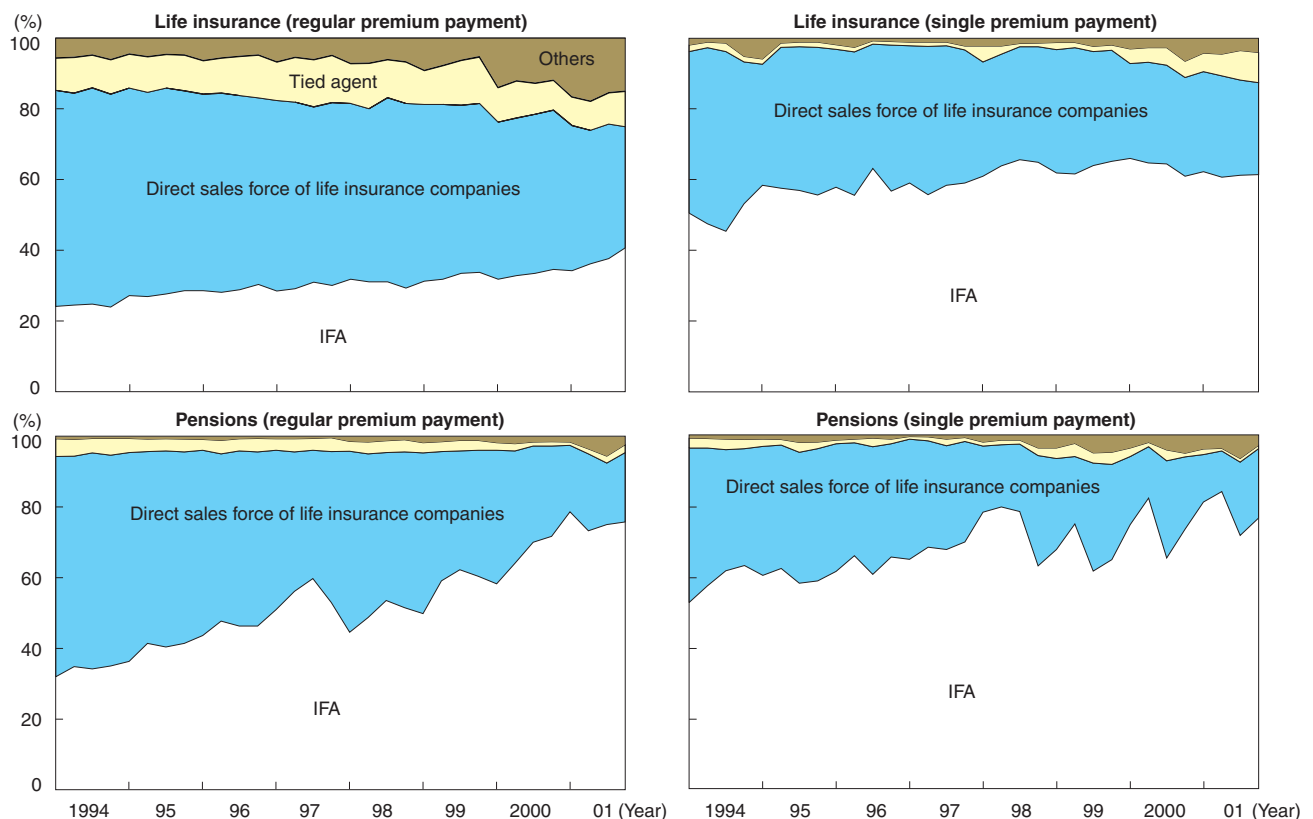 (%)
Life insurance (regular premium payment)
100
80
60
40
20
0
Others
Tied agent
Direct sales force of life insurance companies
IFA
Life insurance (single premium payment)
Direct sales force of life insurance companies
IFA
(%)
Pensions (regular premium payment)
100
80
60
40
20
0
Direct sales force of life insurance companies
IFA
1994 95 96 97 98 99 2000 01 (Year)
Pensions (single premium payment)
Direct sales force of life insurance companies
IFA
1994 95 96 97 98 99 2000 01 (Year)